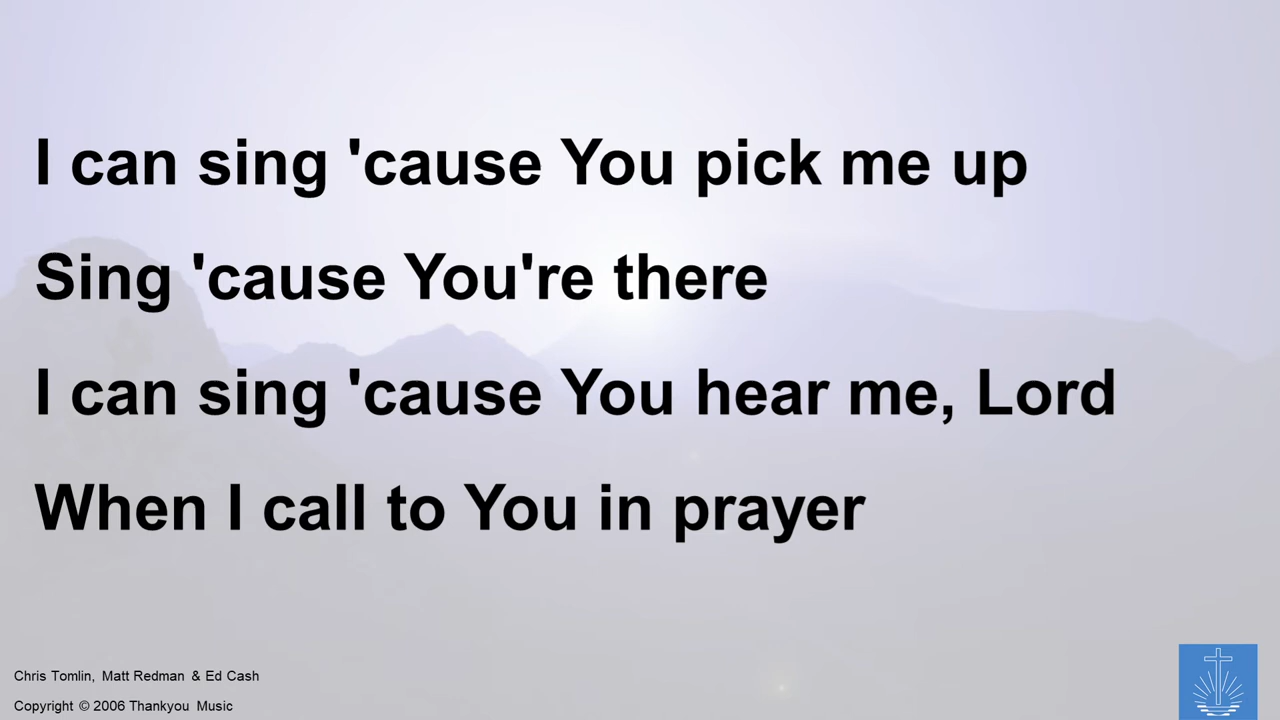 I can sing 'cause You pick me up
Sing 'cause You're there
I can sing 'cause You hear me, Lord
When I call to You in prayer
Chris Tomlin, Matt Redman & Ed Cash
Copyright © 2006 Thankyou Music